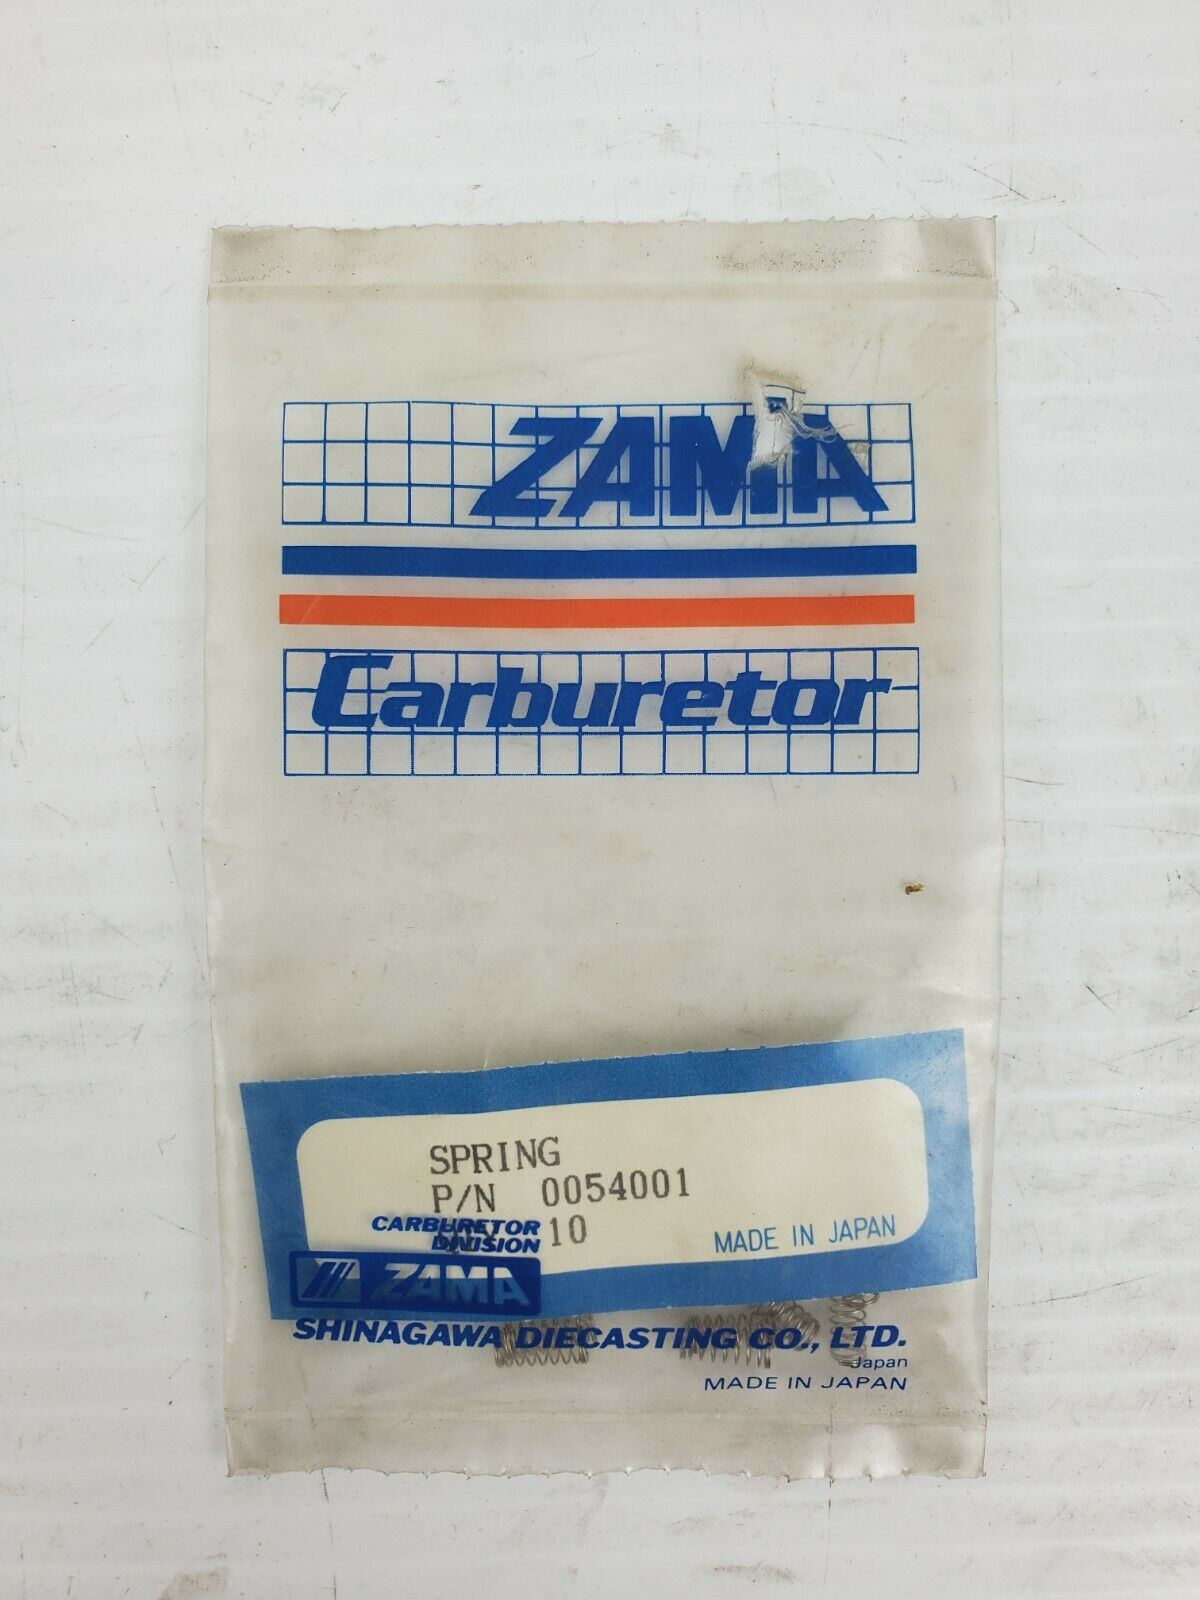 ZAMA
Carburetor
SPRING
P/N 0054001
10
MADE IN JAPAN
CARBURETOR
DIVISION
ZAMA
SHINAGAWA DIECASTING CO., LTD.
Japan
MADE IN JAPAN